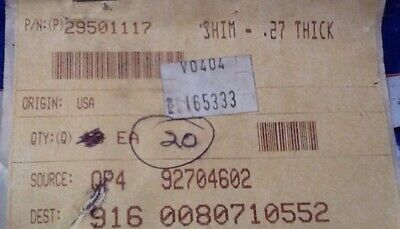 P/N:(P) 29501117 SHIM - .27 THICK
V0404
165333
ORIGIN: USA
QTY:(Q) EA 20
SOURCE: OP4 92704602
DEST: 916 0080710552